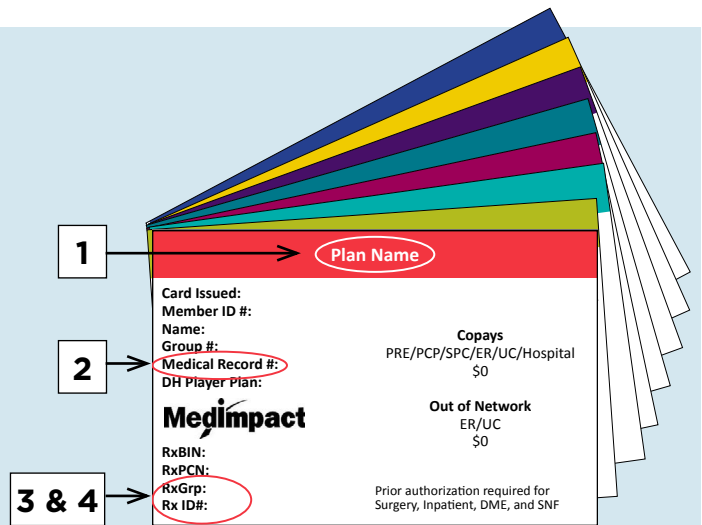 1
Plan Name
Card Issued:
Member ID #:
Name:
Group #:
2
Medical Record #:
DH Player Plan:
MedImpact
RxBIN:
RxPCN:
3 & 4
RxGrp:
Rx ID#:
Copays
PRE/PCP/SPC/ER/UC/Hospital
$0
Out of Network
ER/UC
$0
Prior authorization required for
Surgery, Inpatient, DME, and SNF